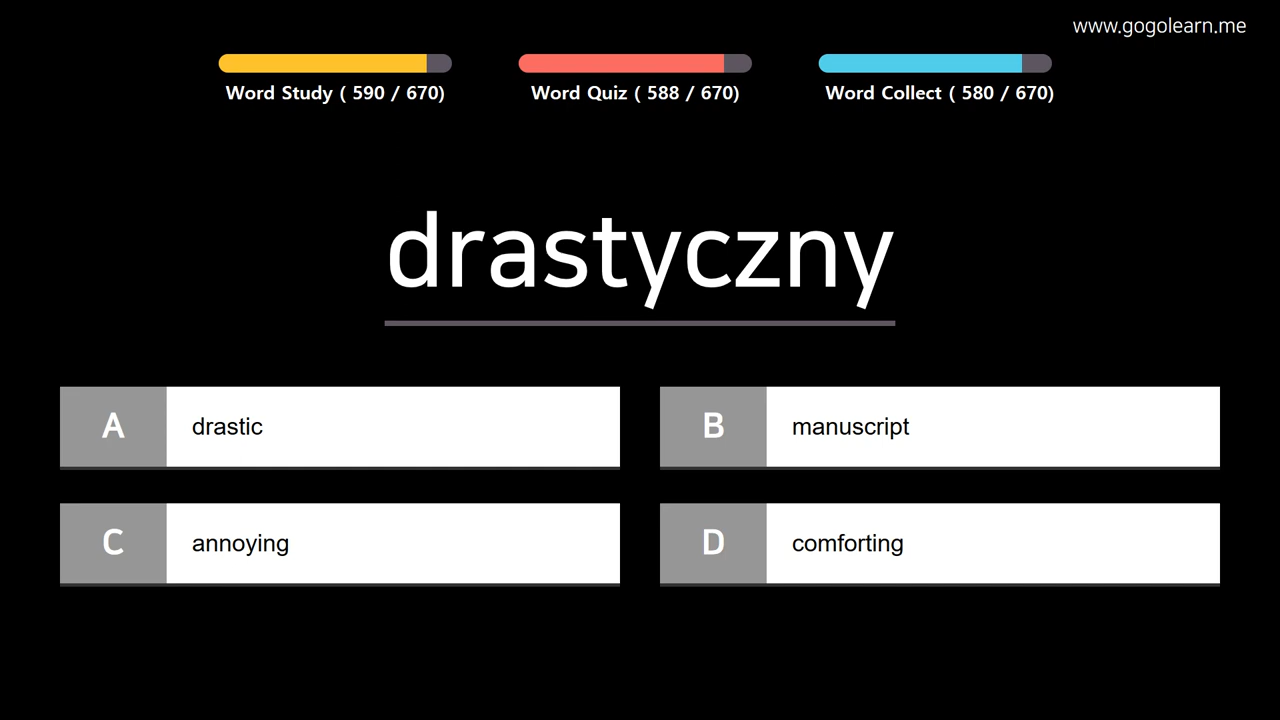 www.gogolearn.me
Word Study ( 590 / 670)
Word Quiz ( 588 / 670)
Word Collect ( 580 / 670)
drastyczny
A drastic
B manuscript
C annoying
D comforting